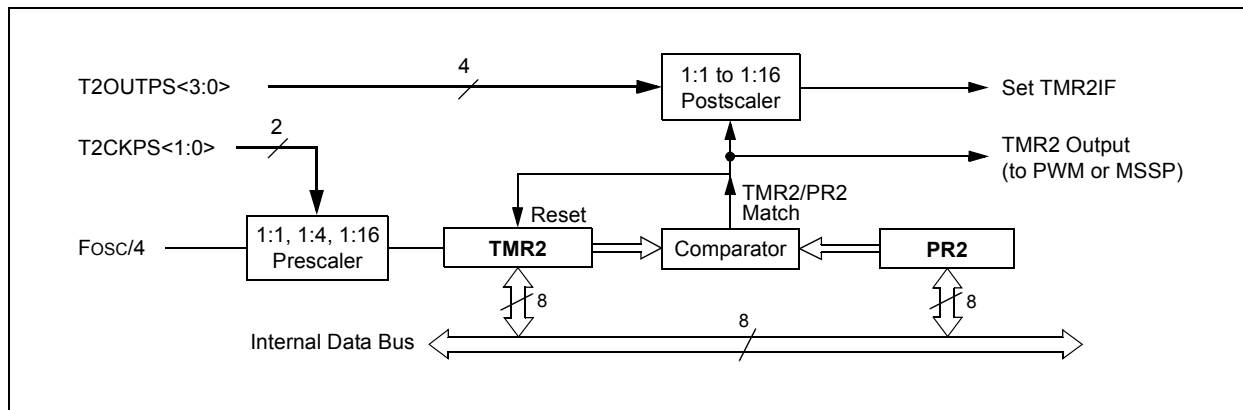 T2OUTPS<3:0>
4
1:1 to 1:16
Postscaler
Set TMR2IF
T2CKPS<1:0>
2
TMR2 Output
(to PWM or MSSP)
TMR2/PR2
Match
Reset
FOSC/4
1:1, 1:4, 1:16
Prescaler
TMR2
Comparator
PR2
8
8
Internal Data Bus
8